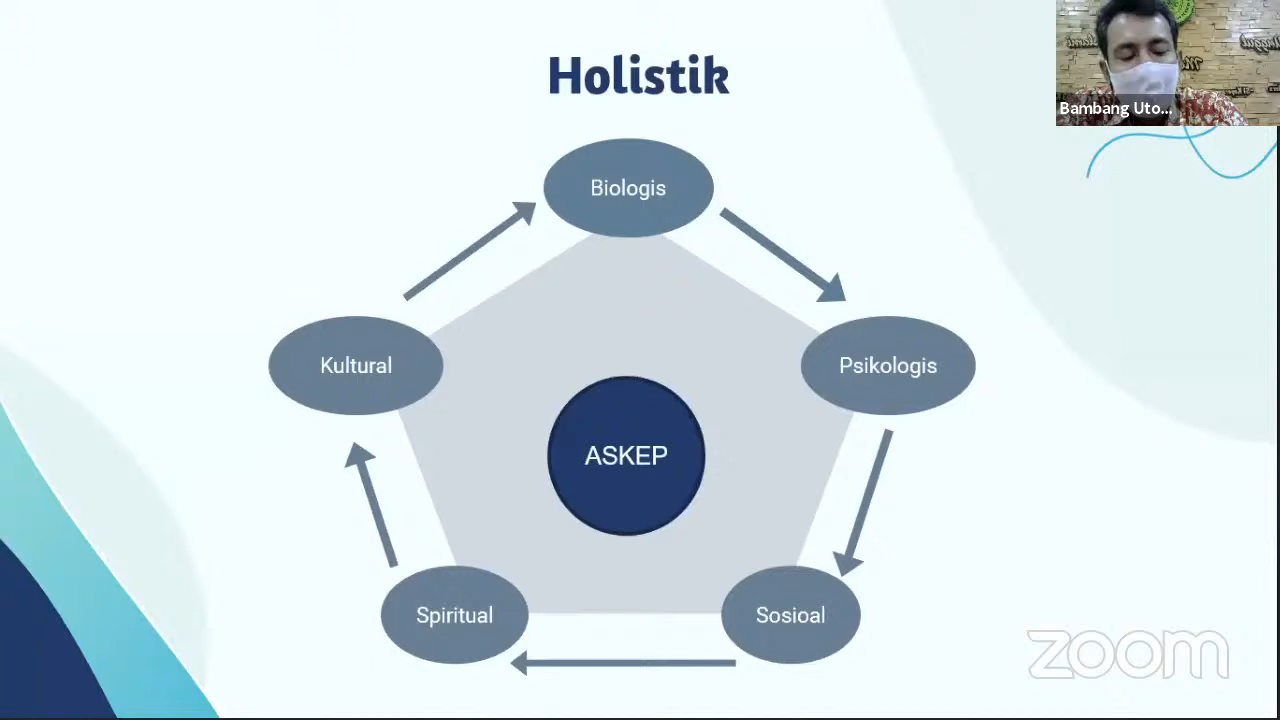 Holistik
Bambang Uto...
Biologis
Kultural
Psikologis
ASKEP
Spiritual
Sosioal
zoom